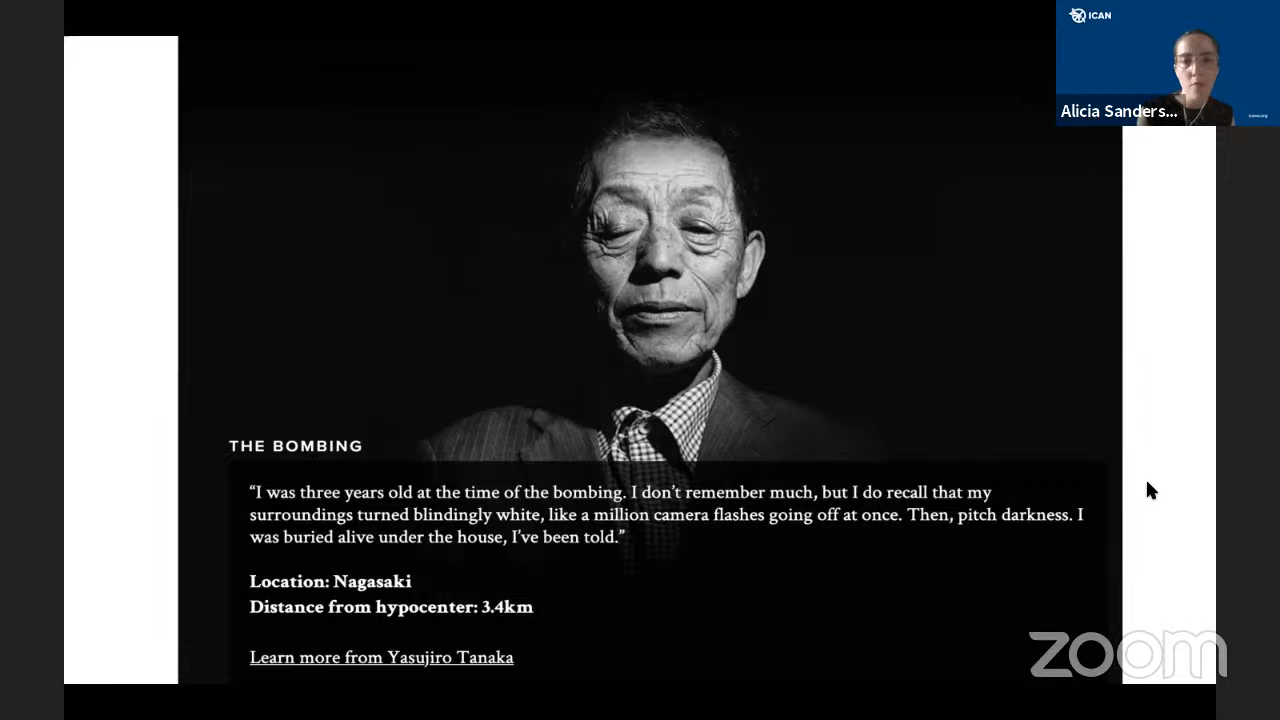 ICAN
Alicia Sanders...
THE BOMBING
“I was three years old at the time of the bombing. I don’t remember much, but I do recall that my
surroundings turned blindingly white, like a million camera flashes going off at once. Then, pitch darkness. I
was buried alive under the house, I’ve been told.”
Location: Nagasaki
Distance from hypocenter: 3.4km
Learn more from Yasujiro Tanaka
zoom